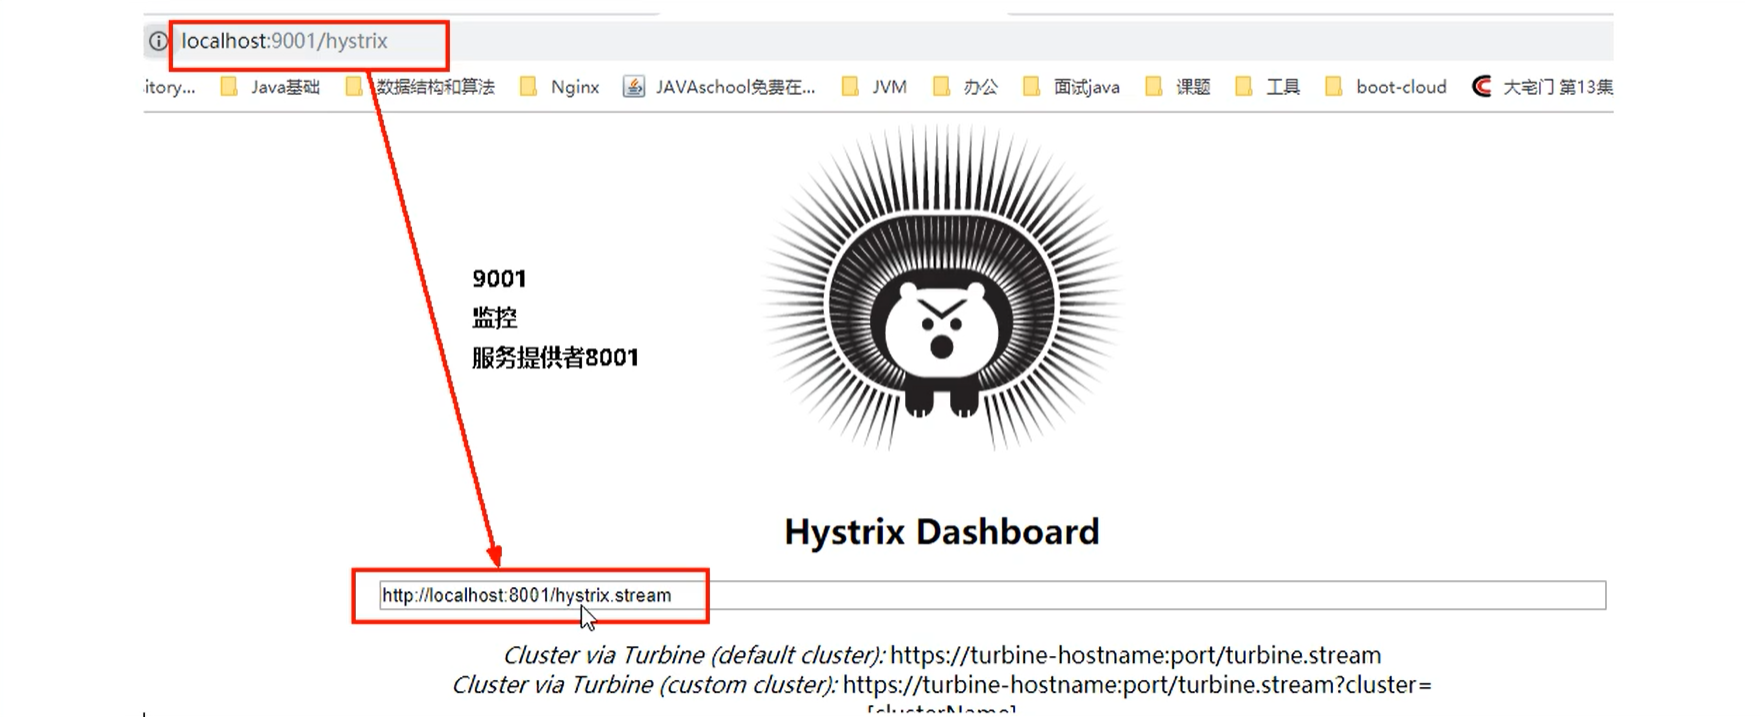 localhost:9001/hystrix
itory... Java基础 数据结构和算法 Nginx JAVAschool免费在... JVM 办公 面试java 课题 工具 boot-cloud 大宅门 第13集
9001
监控
服务提供者8001
Hystrix Dashboard
http://localhost:8001/hystrix.stream
Cluster via Turbine (default cluster): https://turbine-hostname:port/turbine.stream
Cluster via Turbine (custom cluster): https://turbine-hostname:port/turbine.stream?cluster=
[clusterName]